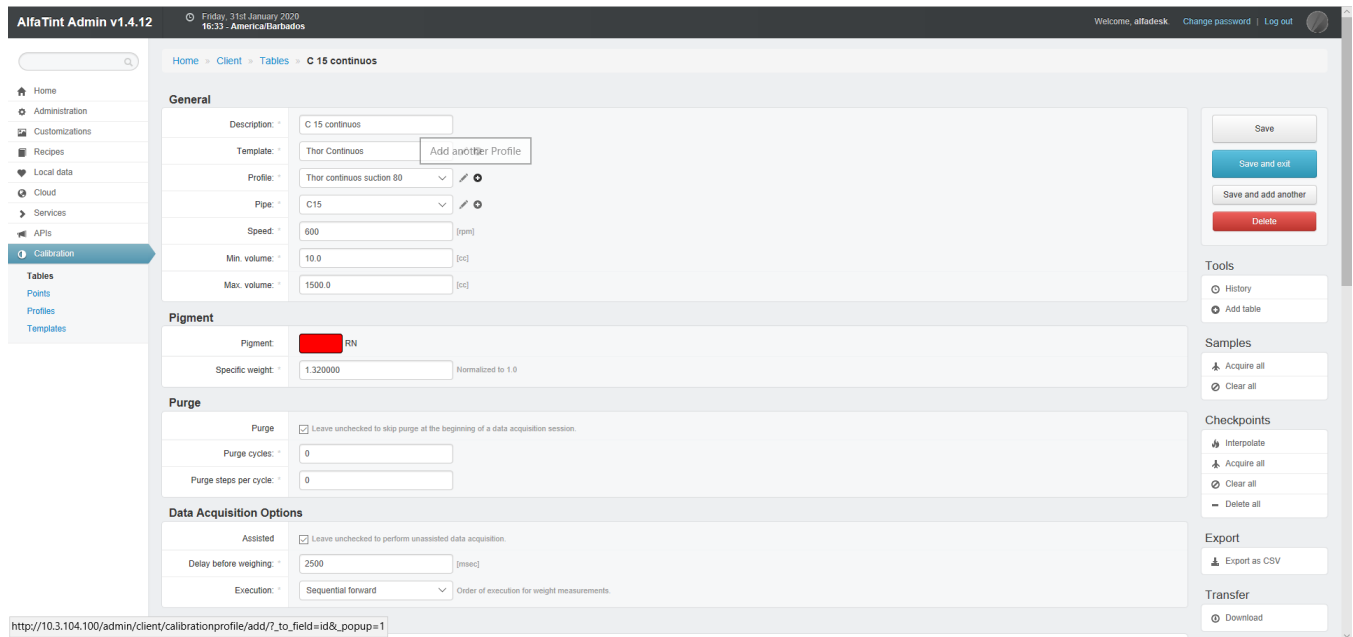 AlfaTint Admin v1.4.12
Friday, 31st January 2020
16:33 - America/Barbados
Welcome, alfadesk. Change password | Log out
Home » Client » Tables » C 15 continuos
Home
Administration
Customizations
Recipes
Local data
Cloud
Services
APIs
Calibration
Tables
Points
Profiles
Templates
General
Description: * C 15 continuos
Template: * Thor Continuos
Add another Profile
Profile: * Thor continuos suction 80
Pipe: * C15
Speed: * 600 [rpm]
Min. volume: * 10.0 [cc]
Max. volume: * 1500.0 [cc]
Pigment
Pigment: RN
Specific weight: * 1.320000 Normalized to 1.0
Purge
Purge Leave unchecked to skip purge at the beginning of a data acquisition session.
Purge cycles: * 0
Purge steps per cycle: * 0
Data Acquisition Options
Assisted Leave unchecked to perform unassisted data acquisition.
Delay before weighing: * 2500 [msec]
Execution: * Sequential forward Order of execution for weight measurements.
Save
Save and exit
Save and add another
Delete
Tools
History
Add table
Samples
Acquire all
Clear all
Checkpoints
Interpolate
Acquire all
Clear all
Delete all
Export
Export as CSV
Transfer
Download
http://10.3.104.100/admin/client/calibrationprofile/add/?_to_field=id&_popup=1